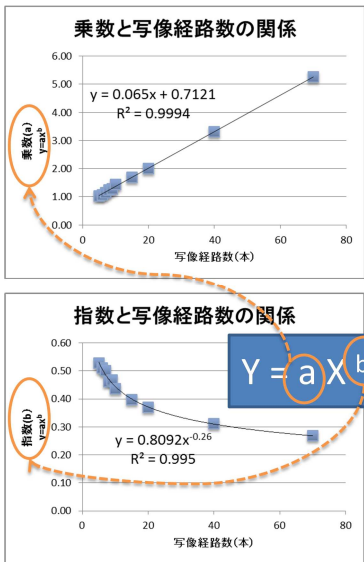 乗数と写像経路数の関係
6.00
5.00
4.00
3.00
2.00
1.00
0.00
乗数(a)
y=ax^b
y = 0.065x + 0.7121
R² = 0.9994
0 20 40 60 80
写像経路数(本)
指数と写像経路数の関係
0.60
0.50
0.40
0.30
0.20
0.10
0.00
指数(b)
y=ax^b
Y = a X^b
y = 0.8092x^-0.26
R² = 0.995
0 20 40 60 80
写像経路数(本)